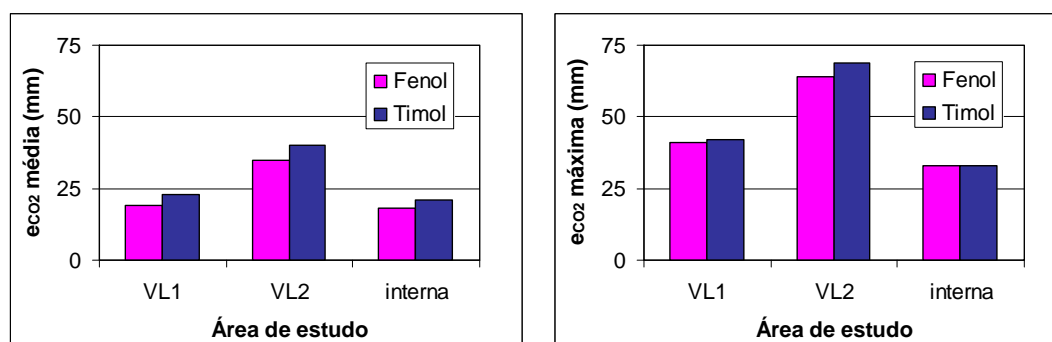 eCO2 média (mm)
75
50
25
0
Fenol
Timol
VL1 VL2 interna
Área de estudo
eCO2 máxima (mm)
75
50
25
0
Fenol
Timol
VL1 VL2 interna
Área de estudo